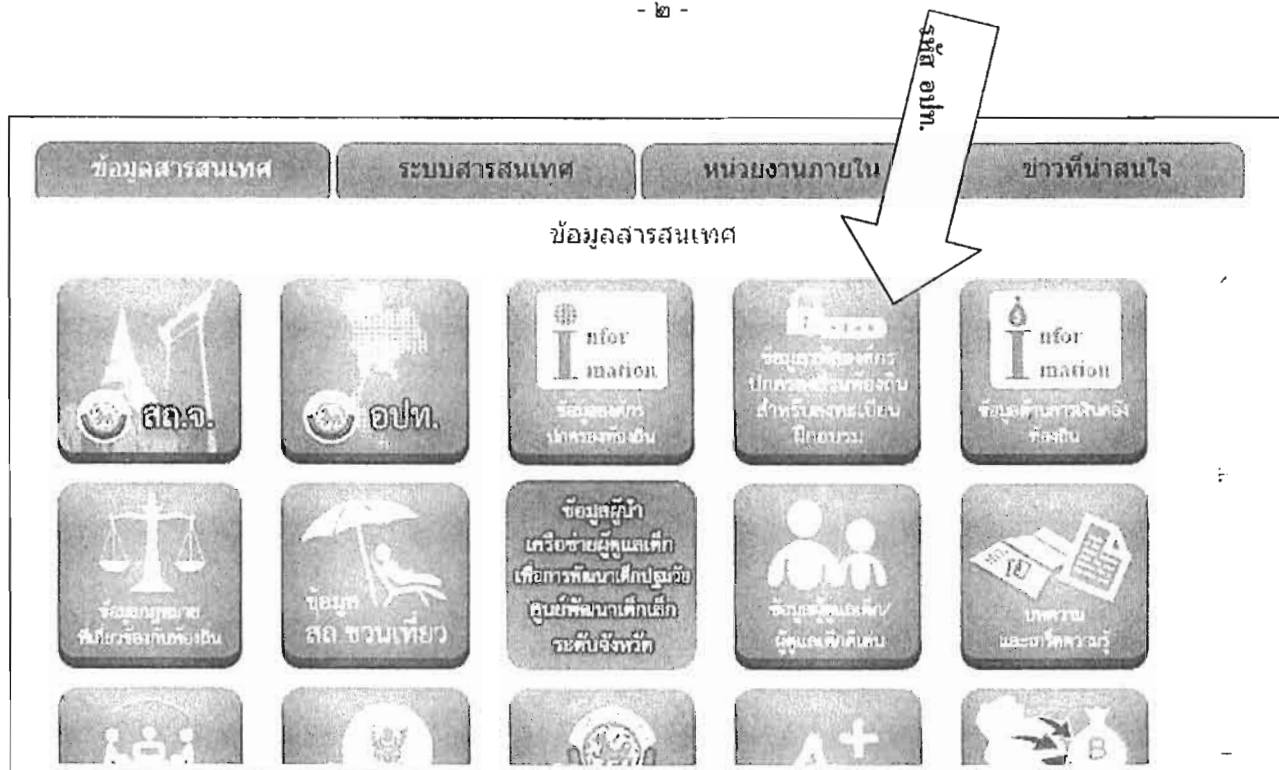 - ๒ -
รหัส อปท.
ข้อมูลสารสนเทศ
ระบบสารสนเทศ
หน่วยงานภายใน
ข่าวที่น่าสนใจ
ข้อมูลสารสนเทศ
สถ.จ.
อปท.
nfor
mation
ข้อมูลองค์กร
ปกครองท้องถิ่น
ข้อมูลรหัสองค์กร
ปกครองส่วนท้องถิ่น
สำหรับลงทะเบียน
ฝึกอบรม
nfor
mation
ข้อมูลด้านการเงินคลัง
ท้องถิ่น
ข้อมูลกฎหมาย
ที่เกี่ยวข้องกับท้องถิ่น
ข้อมูล
สถ ชวนเที่ยว
ข้อมูลผู้นำ
เครือข่ายผู้ดูแลเด็ก
เพื่อการพัฒนาเด็กปฐมวัย
ศูนย์พัฒนาเด็กเล็ก
ระดับจังหวัด
ข้อมูลผู้ดูแลเด็ก/
ผู้ดูแลเด็กดีเด่น
บทความ
และเกร็ดความรู้
B